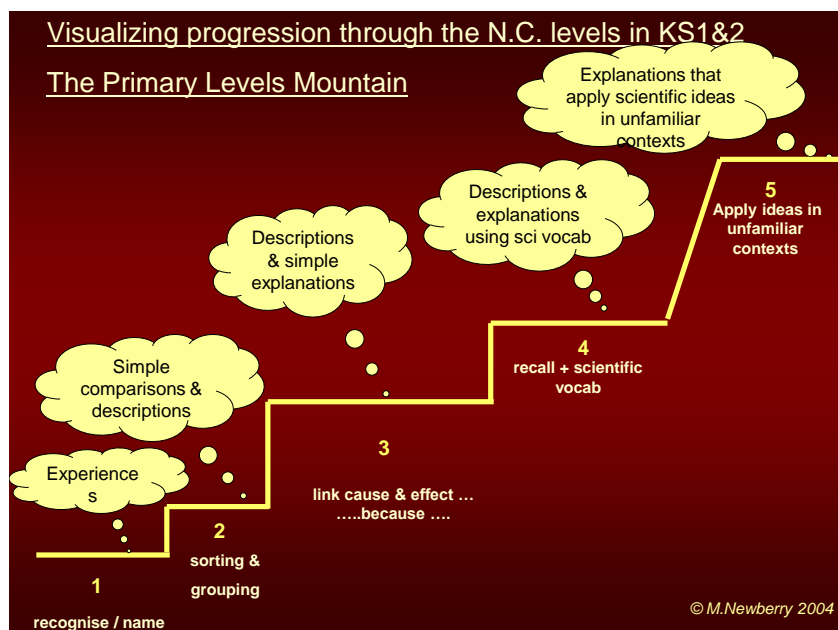 Visualizing progression through the N.C. levels in KS1&2
The Primary Levels Mountain
Explanations that
apply scientific ideas
in unfamiliar
contexts
5
Apply ideas in
unfamiliar
contexts
Descriptions &
explanations
using sci vocab
4
recall + scientific
vocab
Descriptions
& simple
explanations
3
link cause & effect …
…..because ….
Simple
comparisons &
descriptions
2
sorting &
grouping
Experience
s
1
recognise / name
© M.Newberry 2004